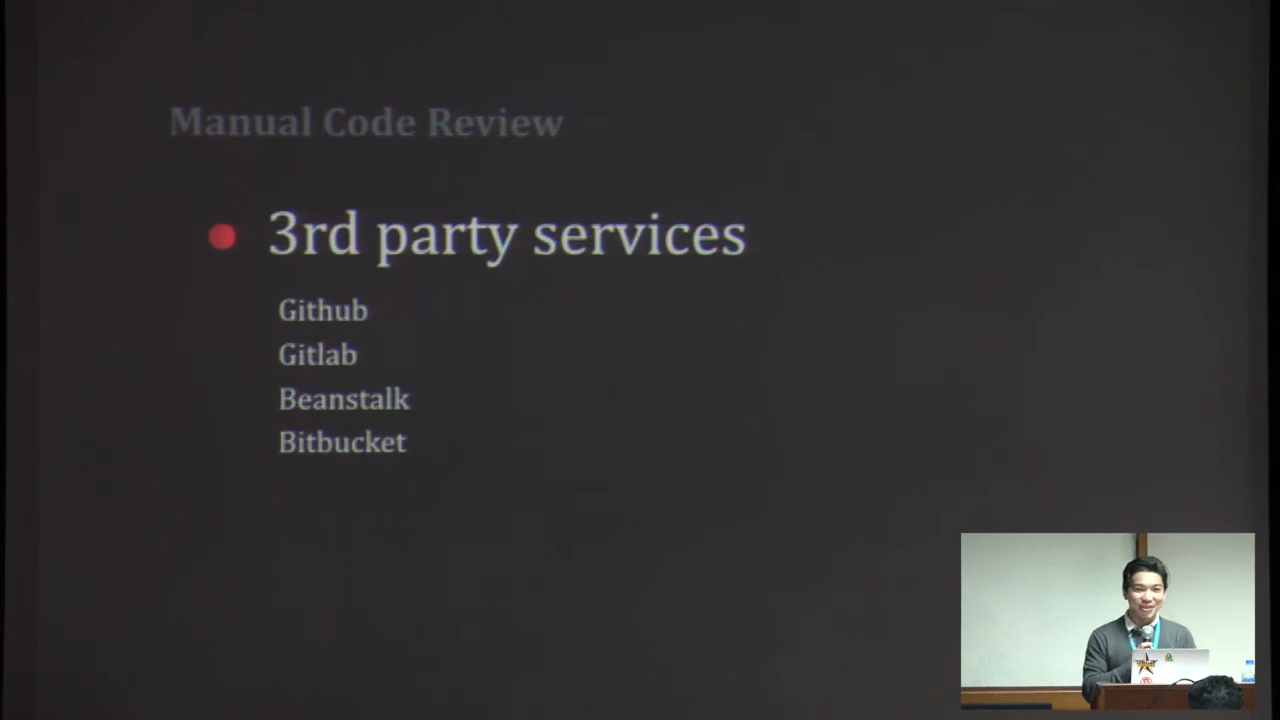 Manual Code Review
3rd party services
Github
Gitlab
Beanstalk
Bitbucket